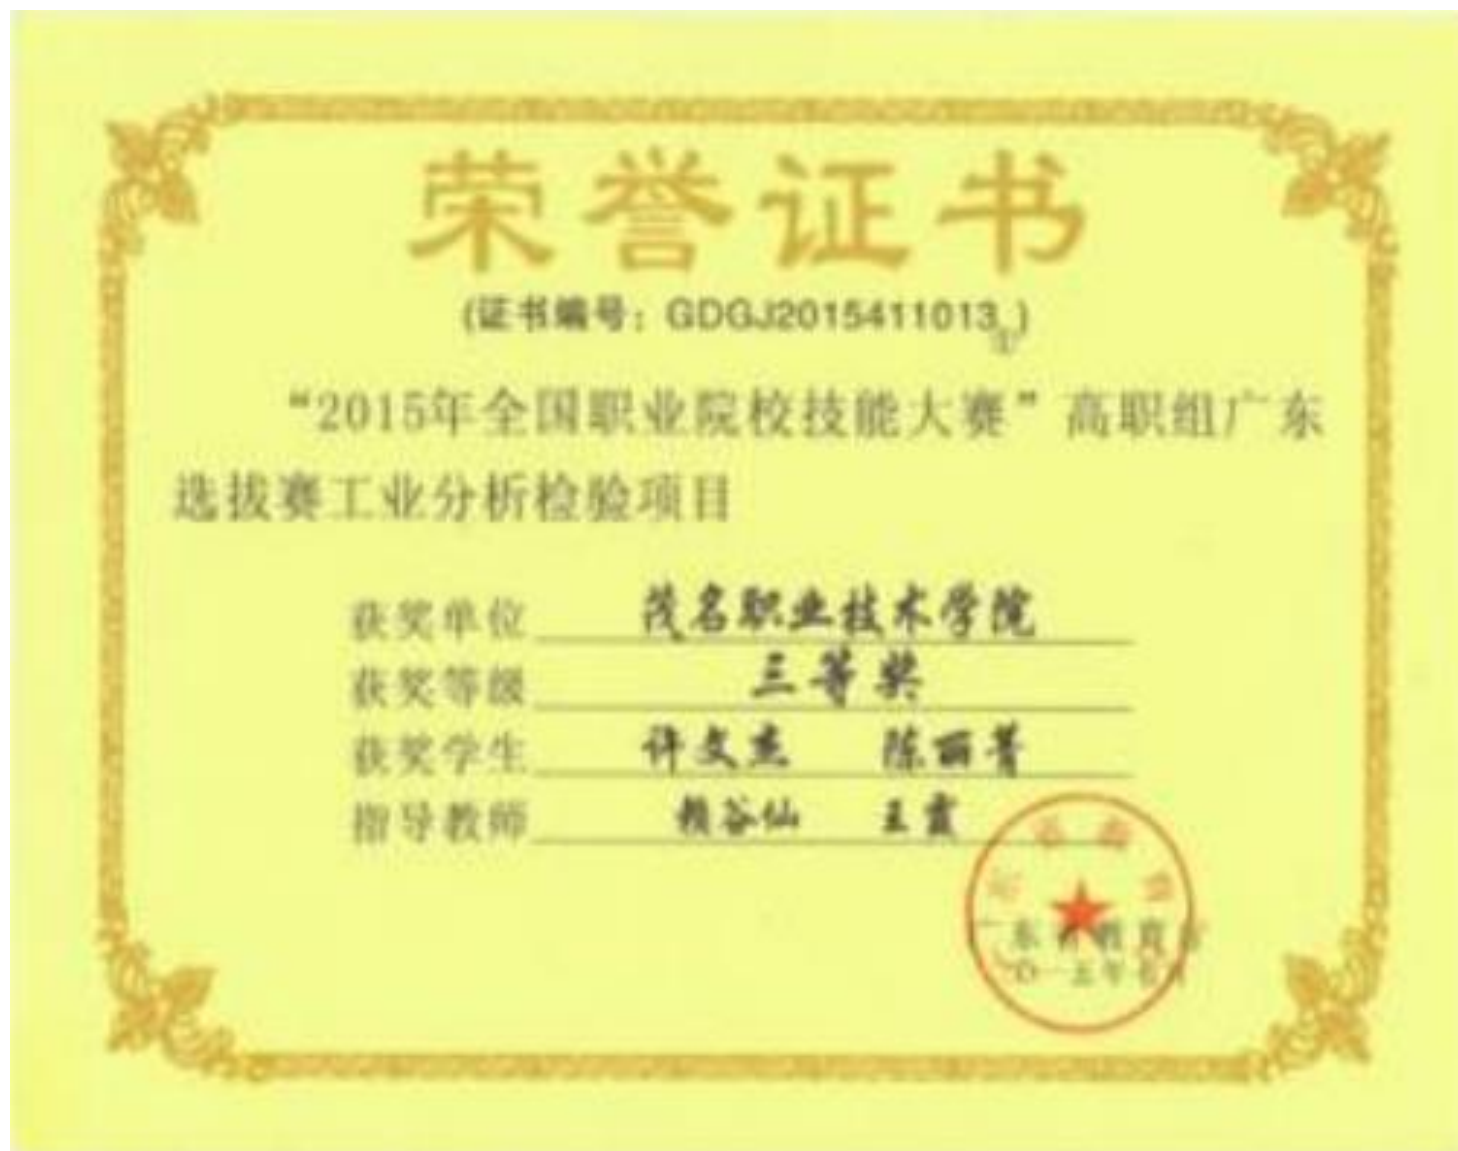 荣誉证书
(证书编号：GDGJ2015411013)
“2015年全国职业院校技能大赛”高职组广东
选拔赛工业分析检验项目
获奖单位 茂名职业技术学院
获奖等级 三等奖
获奖学生 许文杰 陈丽菁
指导教师 赖谷仙 王霞